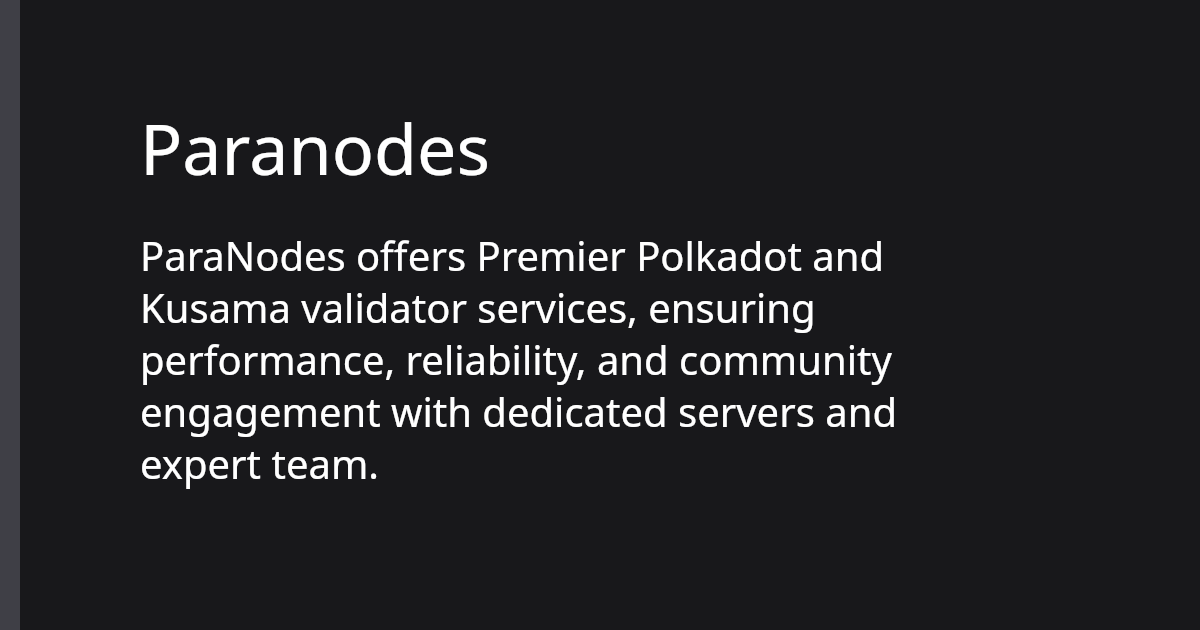 Paranodes
ParaNodes offers Premier Polkadot and
Kusama validator services, ensuring
performance, reliability, and community
engagement with dedicated servers and
expert team.